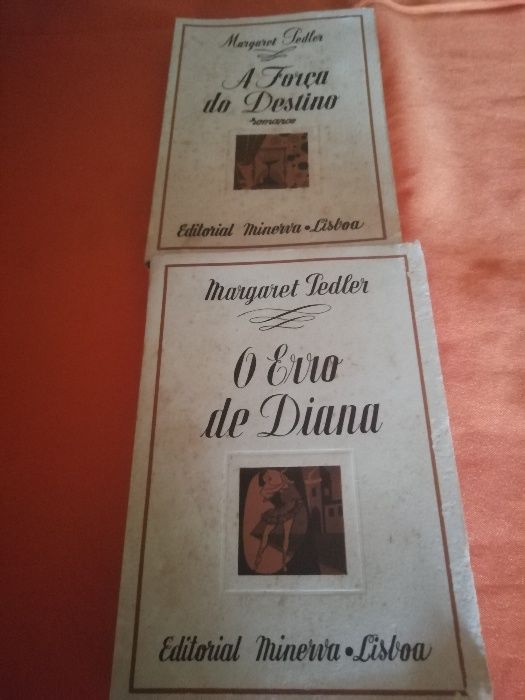 Margaret Pedler
A Força
do Destino
romance
Editorial Minerva • Lisboa
Margaret Pedler
O Erro
de Diana
Editorial Minerva • Lisboa